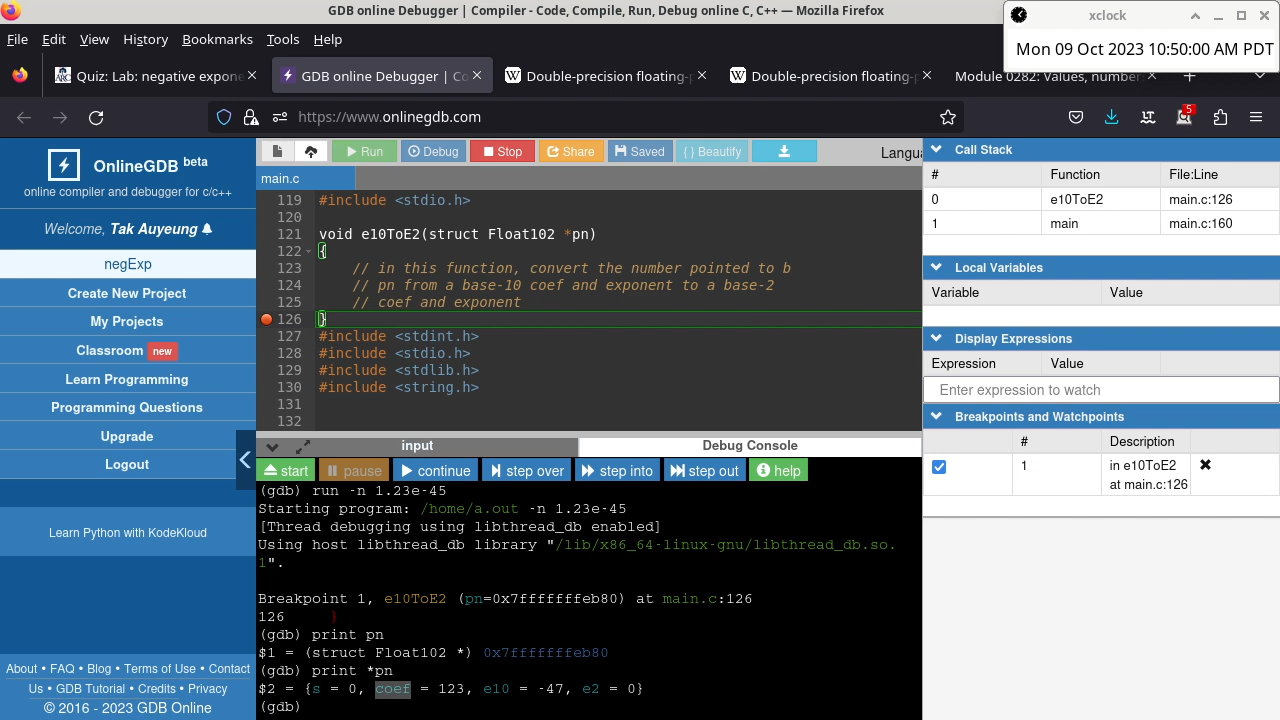 GDB online Debugger | Compiler - Code, Compile, Run, Debug online C, C++ — Mozilla Firefox
xclock
Mon 09 Oct 2023 10:50:00 AM PDT
File Edit View History Bookmarks Tools Help
Quiz: Lab: negative expone
GDB online Debugger | Co
Double-precision floating-
Double-precision floating-
Module 0282: Values, number
https://www.onlinegdb.com
5
OnlineGDB beta
online compiler and debugger for c/c++
Welcome, Tak Auyeung
negExp
Create New Project
My Projects
Classroom new
Learn Programming
Programming Questions
Upgrade
Logout
Learn Python with KodeKloud
About • FAQ • Blog • Terms of Use • Contact
Us • GDB Tutorial • Credits • Privacy
© 2016 - 2023 GDB Online
Run Debug Stop Share Saved { } Beautify Langua
main.c
119 #include <stdio.h>
120
121 void e10ToE2(struct Float102 *pn)
122 {
123 // in this function, convert the number pointed to b
124 // pn from a base-10 coef and exponent to a base-2
125 // coef and exponent
126 }
127 #include <stdint.h>
128 #include <stdio.h>
129 #include <stdlib.h>
130 #include <string.h>
131
132
input Debug Console
start pause continue step over step into step out help
(gdb) run -n 1.23e-45
Starting program: /home/a.out -n 1.23e-45
[Thread debugging using libthread_db enabled]
Using host libthread_db library "/lib/x86_64-linux-gnu/libthread_db.so.
1".
Breakpoint 1, e10ToE2 (pn=0x7fffffffeb80) at main.c:126
126 }
(gdb) print pn
$1 = (struct Float102 *) 0x7fffffffeb80
(gdb) print *pn
$2 = {s = 0, coef = 123, e10 = -47, e2 = 0}
(gdb)
Call Stack
# Function File:Line
0 e10ToE2 main.c:126
1 main main.c:160
Local Variables
Variable Value
Display Expressions
Expression Value
Enter expression to watch
Breakpoints and Watchpoints
# Description
1 in e10ToE2
at main.c:126